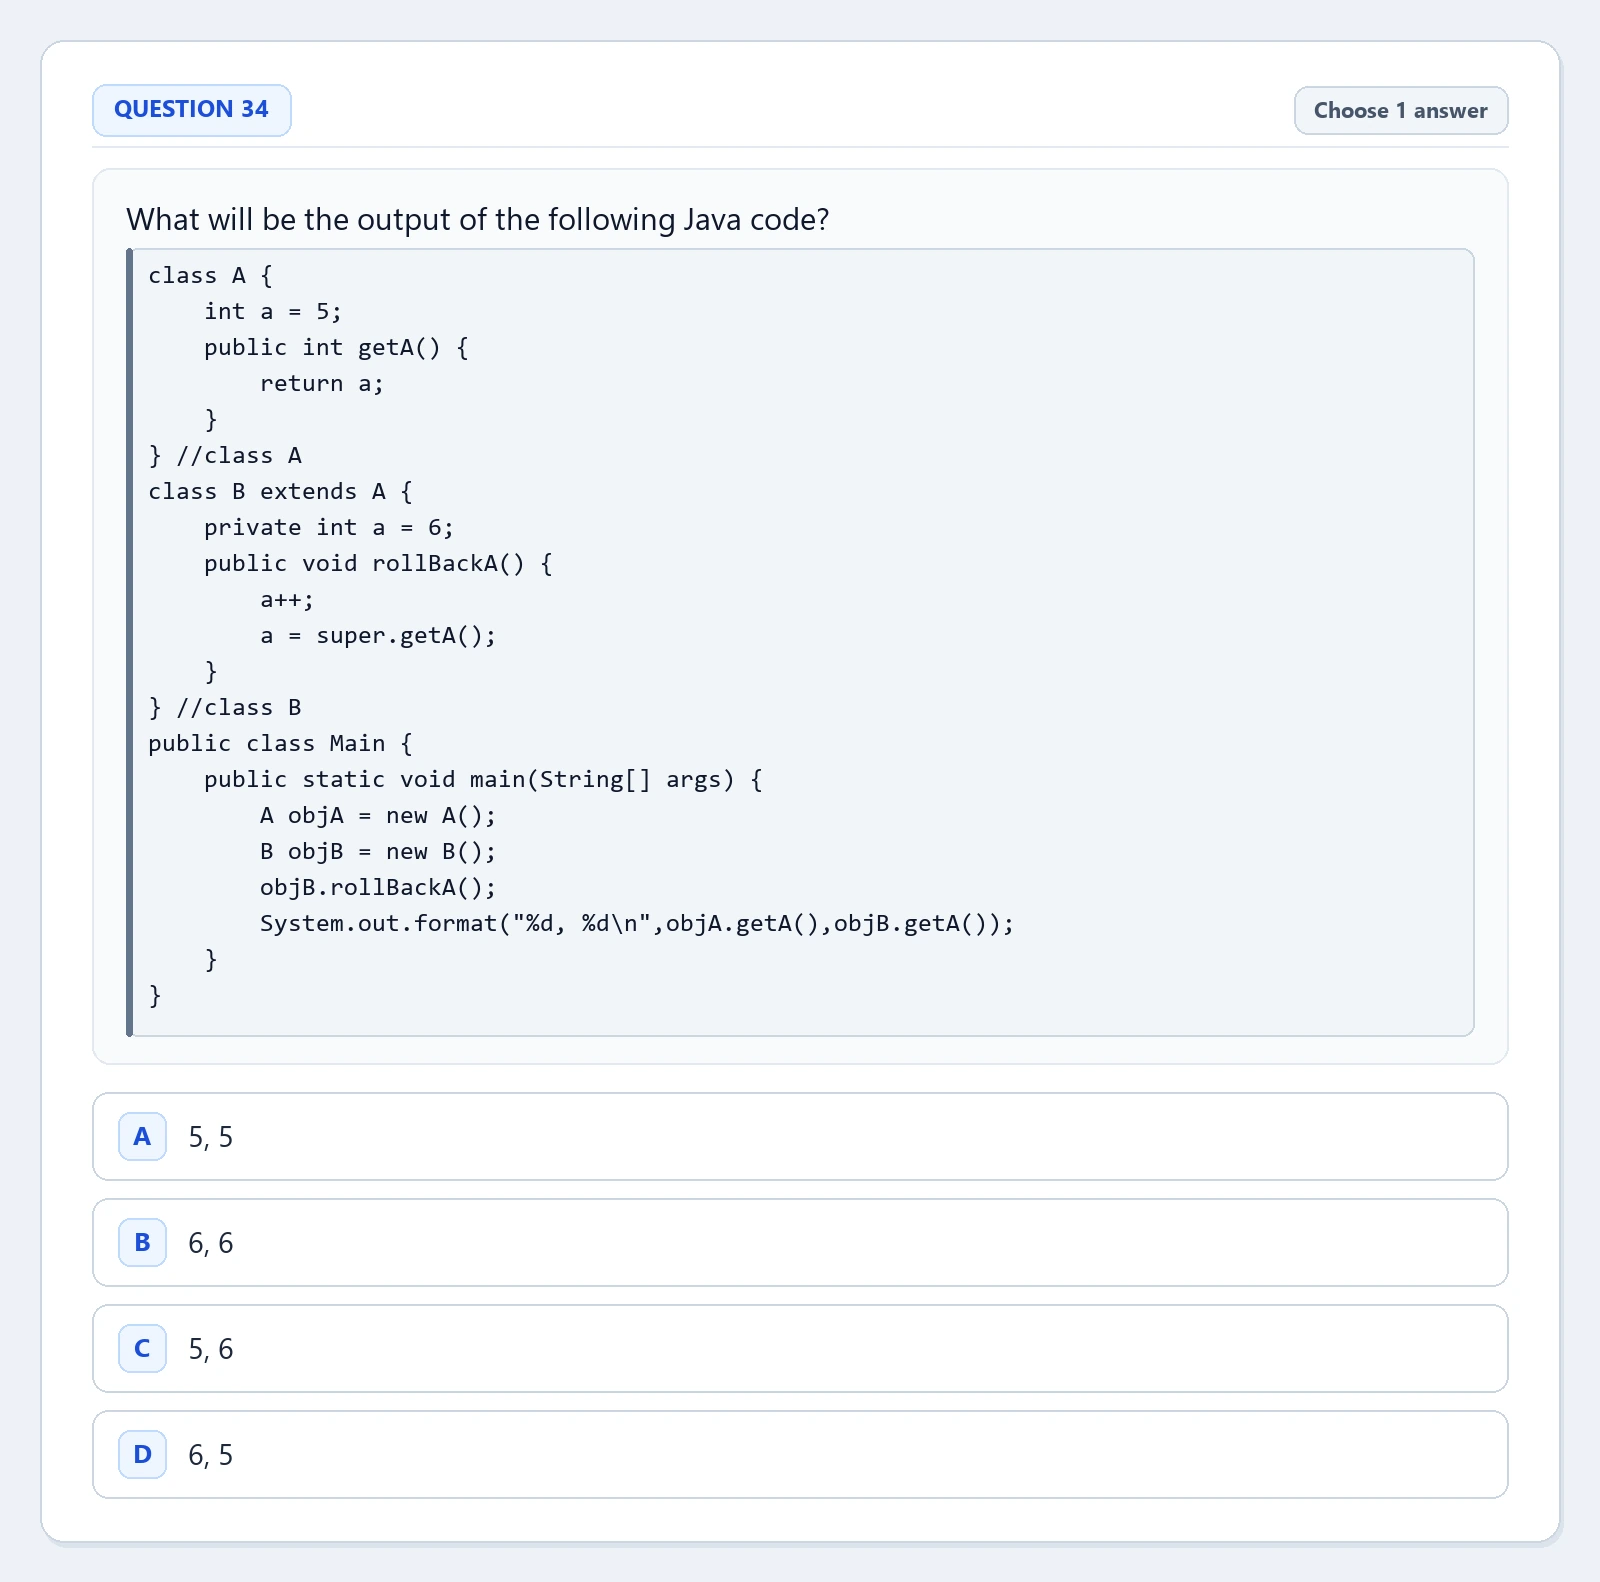 QUESTION 34
Choose 1 answer
What will be the output of the following Java code?
class A {
    int a = 5;
    public int getA() {
        return a;
    }
} //class A
class B extends A {
    private int a = 6;
    public void rollBackA() {
        a++;
        a = super.getA();
    }
} //class B
public class Main {
    public static void main(String[] args) {
        A objA = new A();
        B objB = new B();
        objB.rollBackA();
        System.out.format("%d, %d\n",objA.getA(),objB.getA());
    }
}
A 5, 5
B 6, 6
C 5, 6
D 6, 5